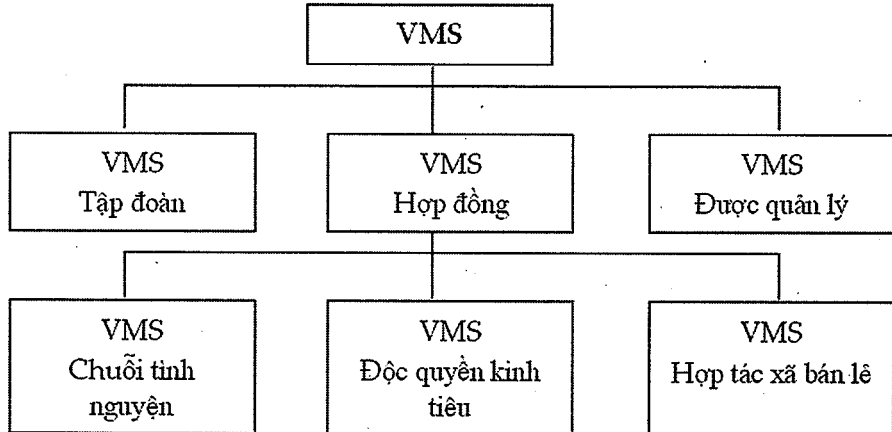 VMS
VMS
Tập đoàn
VMS
Hợp đồng
VMS
Được quản lý
VMS
Chuỗi tình
nguyện
VMS
Độc quyền kinh
tiêu
VMS
Hợp tác xã bán lẻ